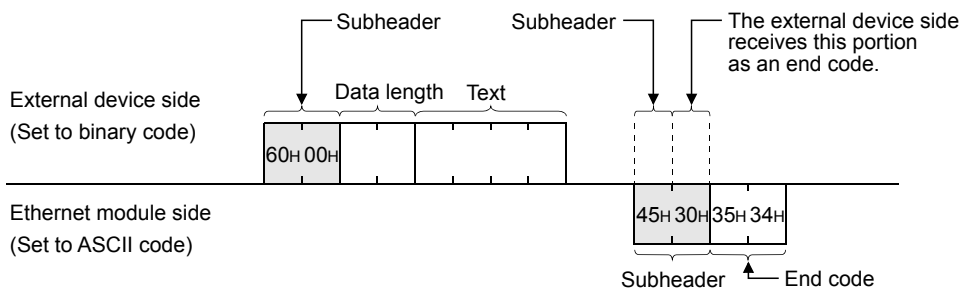 Subheader
Subheader
The external device side
receives this portion
as an end code.
External device side
(Set to binary code)
Data length
Text
60H 00H
Ethernet module side
(Set to ASCII code)
45H 30H 35H 34H
Subheader
End code